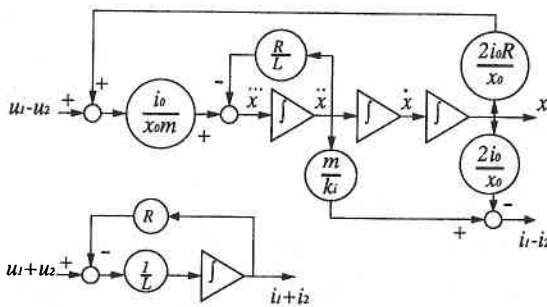 R/L
2i₀R/x₀
+
-
+
u₁-u₂
+
i₀/x₀m
+
x⃛
∫
ẍ
∫
ẋ
∫
x
m/kᵢ
2i₀/x₀
-
+
i₁-i₂
R
-
u₁+u₂
+
1/L
∫
i₁+i₂